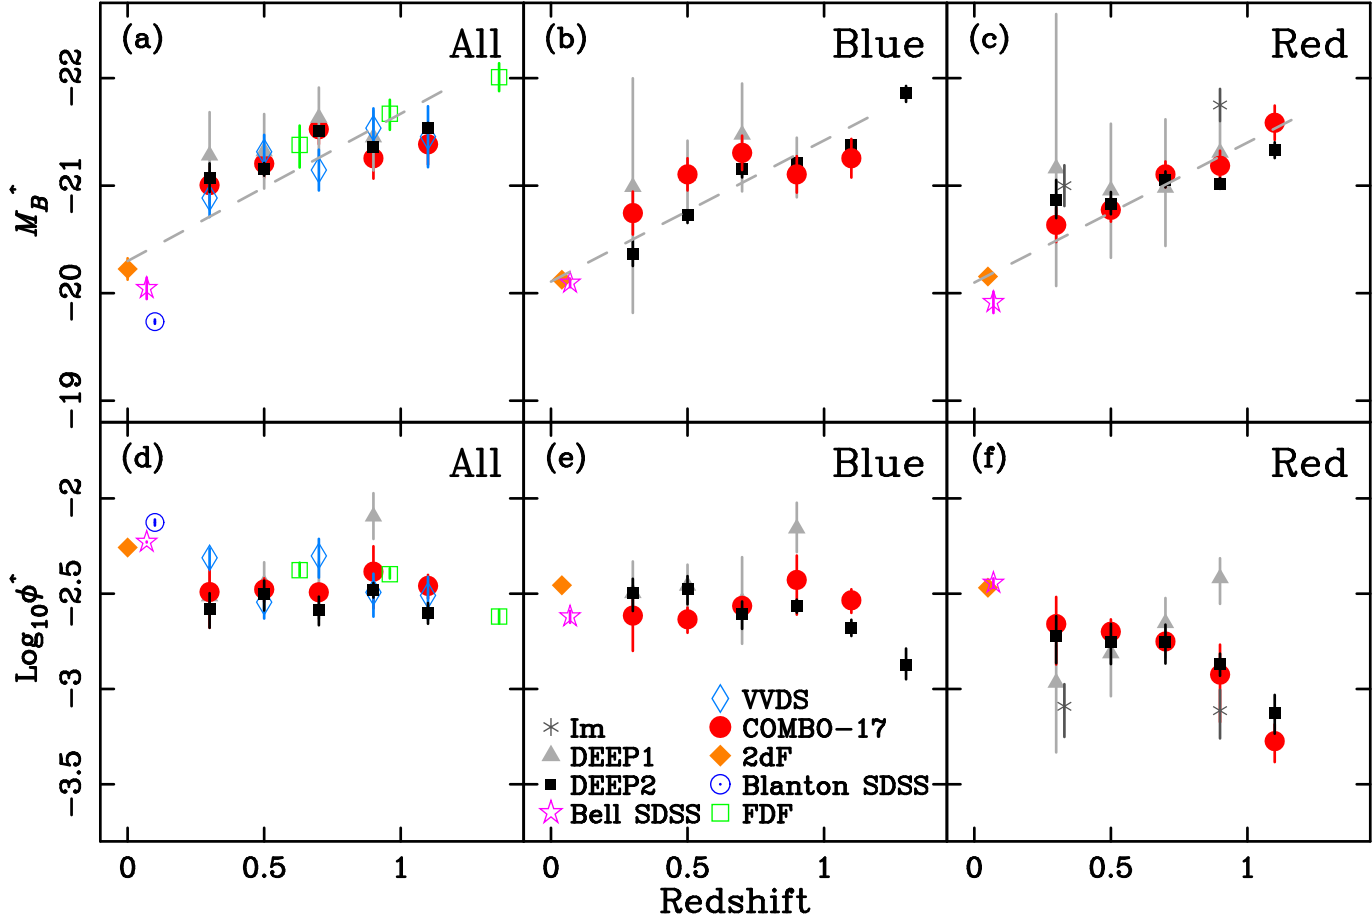 (a) All
(b) Blue
(c) Red
-22
-21
-20
-19
M_B^*
(d) All
(e) Blue
(f) Red
-2
-2.5
-3
-3.5
Log₁₀ϕ^*
VVDS
Im
COMBO-17
DEEP1
2dF
DEEP2
Blanton SDSS
Bell SDSS
FDF
0 0.5 1 0 0.5 1 0 0.5 1
Redshift